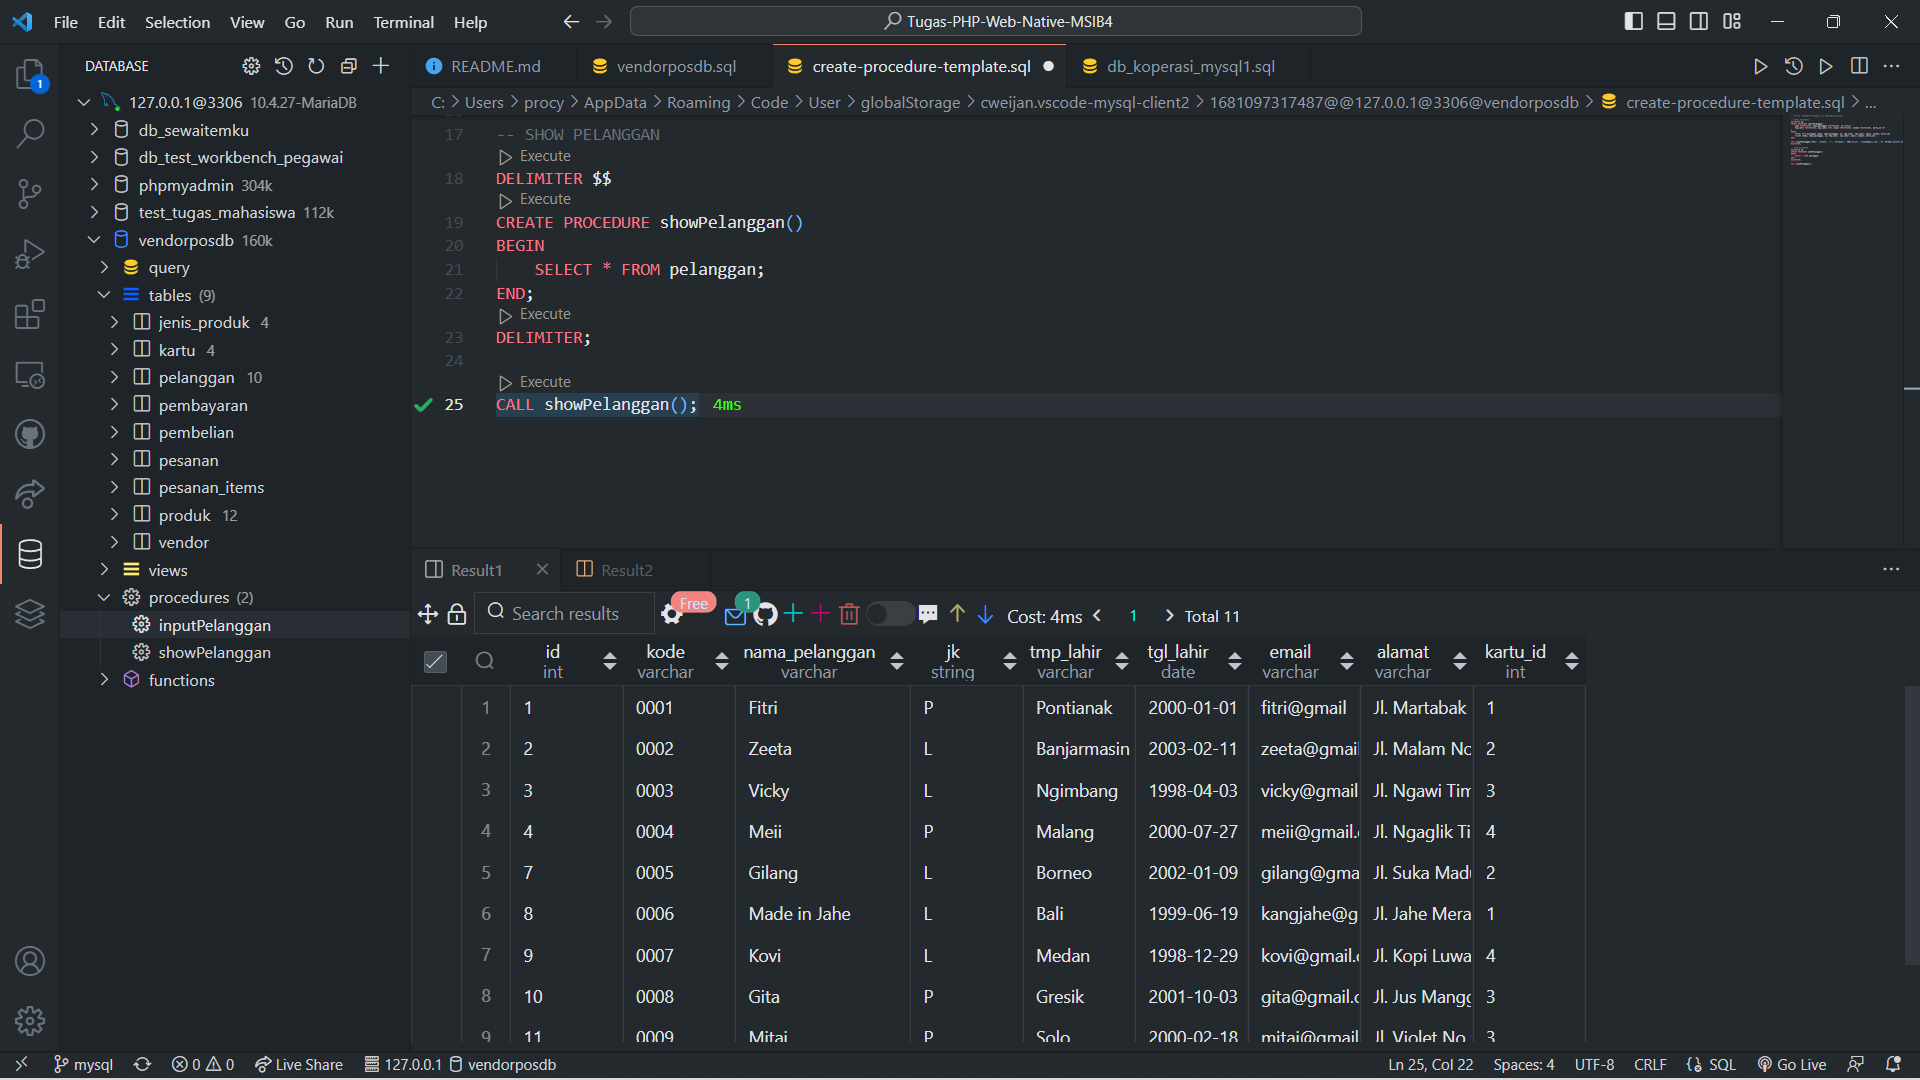 File Edit Selection View Go Run Terminal Help
Tugas-PHP-Web-Native-MSIB4
DATABASE
127.0.0.1@3306 10.4.27-MariaDB
db_sewaitemku
db_test_workbench_pegawai
phpmyadmin 304k
test_tugas_mahasiswa 112k
vendorposdb 160k
query
tables (9)
jenis_produk 4
kartu 4
pelanggan 10
pembayaran
pembelian
pesanan
pesanan_items
produk 12
vendor
views
procedures (2)
inputPelanggan
showPelanggan
functions
1
README.md vendorposdb.sql create-procedure-template.sql db_koperasi_mysql1.sql
C: > Users > procy > AppData > Roaming > Code > User > globalStorage > cweijan.vscode-mysql-client2 > 1681097317487@@127.0.0.1@3306@vendorposdb > create-procedure-template.sql > ...
17 -- SHOW PELANGGAN
Execute
18 DELIMITER $$
Execute
19 CREATE PROCEDURE showPelanggan()
20 BEGIN
21 SELECT * FROM pelanggan;
22 END;
Execute
23 DELIMITER;
24
Execute
25 CALL showPelanggan(); 4ms
Result1 Result2
Search results Free 1 Cost: 4ms < 1 > Total 11
id kode nama_pelanggan jk tmp_lahir tgl_lahir email alamat kartu_id
int varchar varchar string varchar date varchar varchar int
1 1 0001 Fitri P Pontianak 2000-01-01 fitri@gmail Jl. Martabak 1
2 2 0002 Zeeta L Banjarmasin 2003-02-11 zeeta@gmail Jl. Malam No 2
3 3 0003 Vicky L Ngimbang 1998-04-03 vicky@gmail Jl. Ngawi Tim 3
4 4 0004 Meii P Malang 2000-07-27 meii@gmail. Jl. Ngaglik Ti 4
5 7 0005 Gilang L Borneo 2002-01-09 gilang@gma Jl. Suka Madu 2
6 8 0006 Made in Jahe L Bali 1999-06-19 kangjahe@g Jl. Jahe Mera 1
7 9 0007 Kovi L Medan 1998-12-29 kovi@gmail. Jl. Kopi Luwa 4
8 10 0008 Gita P Gresik 2001-10-03 gita@gmail.c Jl. Jus Mangg 3
9 11 0009 Mitai P Solo 2000-02-18 mitai@gmail Jl. Violet No 3
mysql 0 0 Live Share 127.0.0.1 vendorposdb Ln 25, Col 22 Spaces: 4 UTF-8 CRLF SQL Go Live